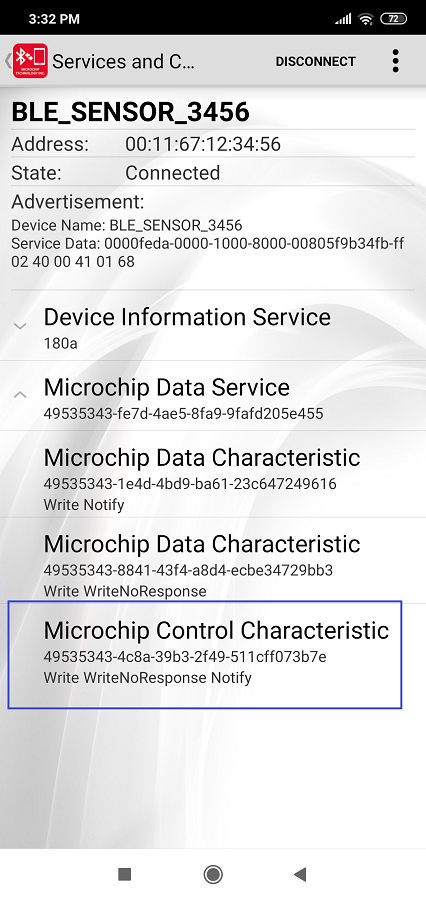 3:32 PM
72
MICROCHIP
TECHNOLOGY INC.
Services and C...
DISCONNECT
BLE_SENSOR_3456
Address: 00:11:67:12:34:56
State: Connected
Advertisement:
Device Name: BLE_SENSOR_3456
Service Data: 0000feda-0000-1000-8000-00805f9b34fb-ff
02 40 00 41 01 68
Device Information Service
180a
Microchip Data Service
49535343-fe7d-4ae5-8fa9-9fafd205e455
Microchip Data Characteristic
49535343-1e4d-4bd9-ba61-23c647249616
Write Notify
Microchip Data Characteristic
49535343-8841-43f4-a8d4-ecbe34729bb3
Write WriteNoResponse
Microchip Control Characteristic
49535343-4c8a-39b3-2f49-511cff073b7e
Write WriteNoResponse Notify